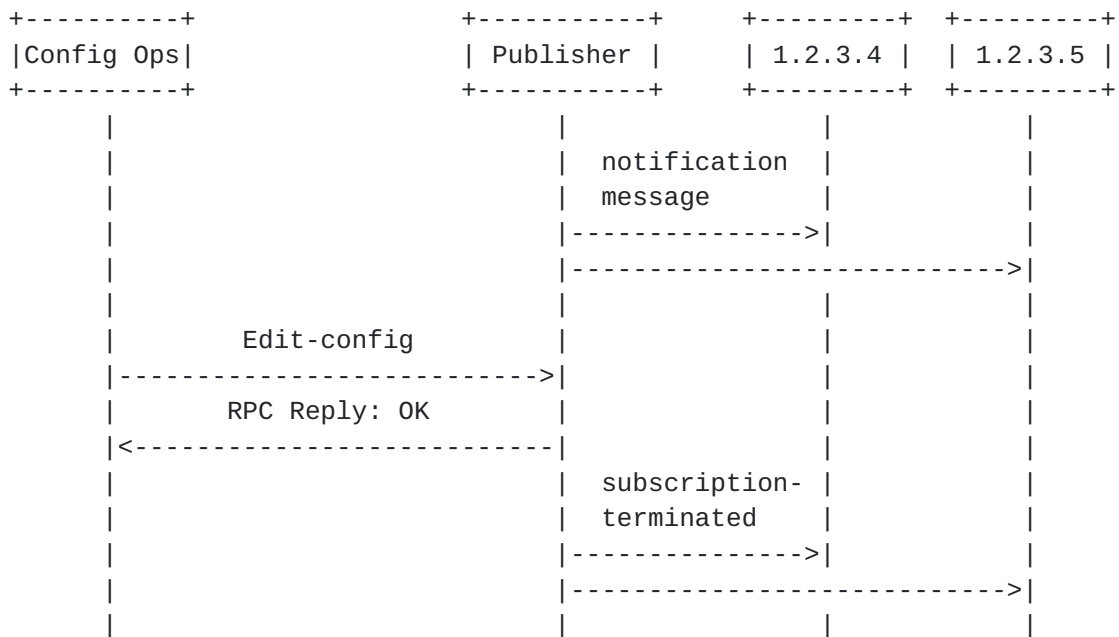 +----------+                 +-----------+     +---------+  +---------+
|Config Ops|                 | Publisher |     | 1.2.3.4 |  | 1.2.3.5 |
+----------+                 +-----------+     +---------+  +---------+
      |                            |                |            |
      |                            |  notification  |            |
      |                            |  message       |            |
      |                            |--------------->|            |
      |                            |---------------------------->|
      |                            |                |            |
      |        Edit-config         |                |            |
      |--------------------------->|                |            |
      |       RPC Reply: OK        |                |            |
      |<---------------------------|                |            |
      |                            |  subscription- |            |
      |                            |  terminated    |            |
      |                            |--------------->|            |
      |                            |---------------------------->|
      |                            |                |            |